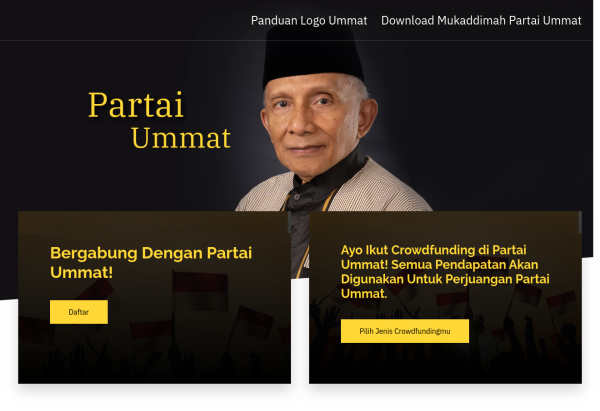 Panduan Logo Ummat Download Mukaddimah Partai Ummat
Partai
Ummat
Bergabung Dengan Partai
Ummat!
Daftar
Ayo Ikut Crowdfunding di Partai
Ummat! Semua Pendapatan Akan
Digunakan Untuk Perjuangan Partai
Ummat.
Pilih Jenis Crowdfundingmu